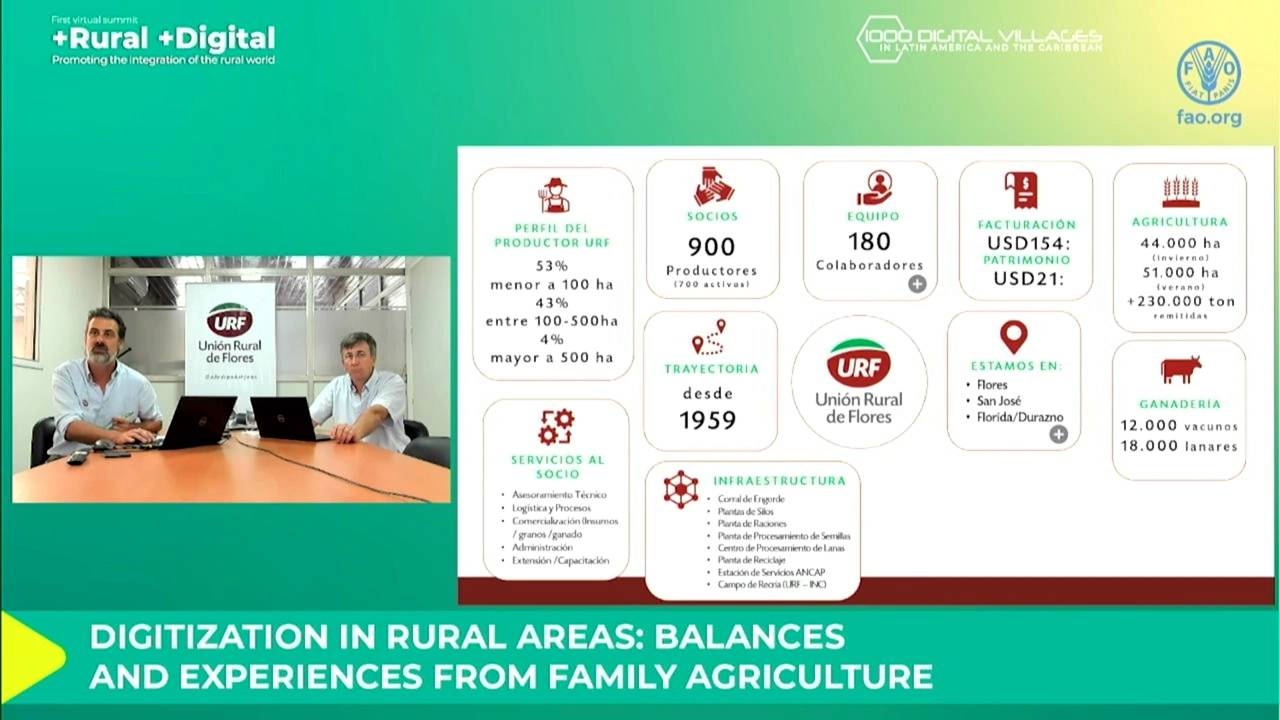 First virtual summit
+Rural +Digital
Promoting the integration of the rural world
1000 DIGITAL VILLAGES
IN LATIN AMERICA AND THE CARIBBEAN
F A O
FIAT PANIS
fao.org
URF
Unión Rural
de Flores
PERFIL DEL
PRODUCTOR URF
53%
menor a 100 ha
43%
entre 100-500ha
4%
mayor a 500 ha
SOCIOS
900
Productores
(700 activos)
EQUIPO
180
Colaboradores
FACTURACIÓN
USD154:
PATRIMONIO
USD21:
AGRICULTURA
44.000 ha
(invierno)
51.000 ha
(verano)
+230.000 ton
remitidas
TRAYECTORIA
desde
1959
URF
Unión Rural
de Flores
ESTAMOS EN:
• Flores
• San José
• Florida/Durazno
GANADERÍA
12.000 vacunos
18.000 lanares
SERVICIOS AL
SOCIO
• Asesoramiento Técnico
• Logística y Procesos
• Comercialización (Insumos
/ granos /ganado
• Administración
• Extensión /Capacitación
INFRAESTRUCTURA
• Corral de Engorde
• Plantas de Silos
• Planta de Raciones
• Planta de Procesamiento de Semillas
• Centro de Procesamiento de Lanas
• Planta de Reciclaje
• Estación de Servicios ANCAP
• Campo de Recría (URF – INC)
DIGITIZATION IN RURAL AREAS: BALANCES
AND EXPERIENCES FROM FAMILY AGRICULTURE